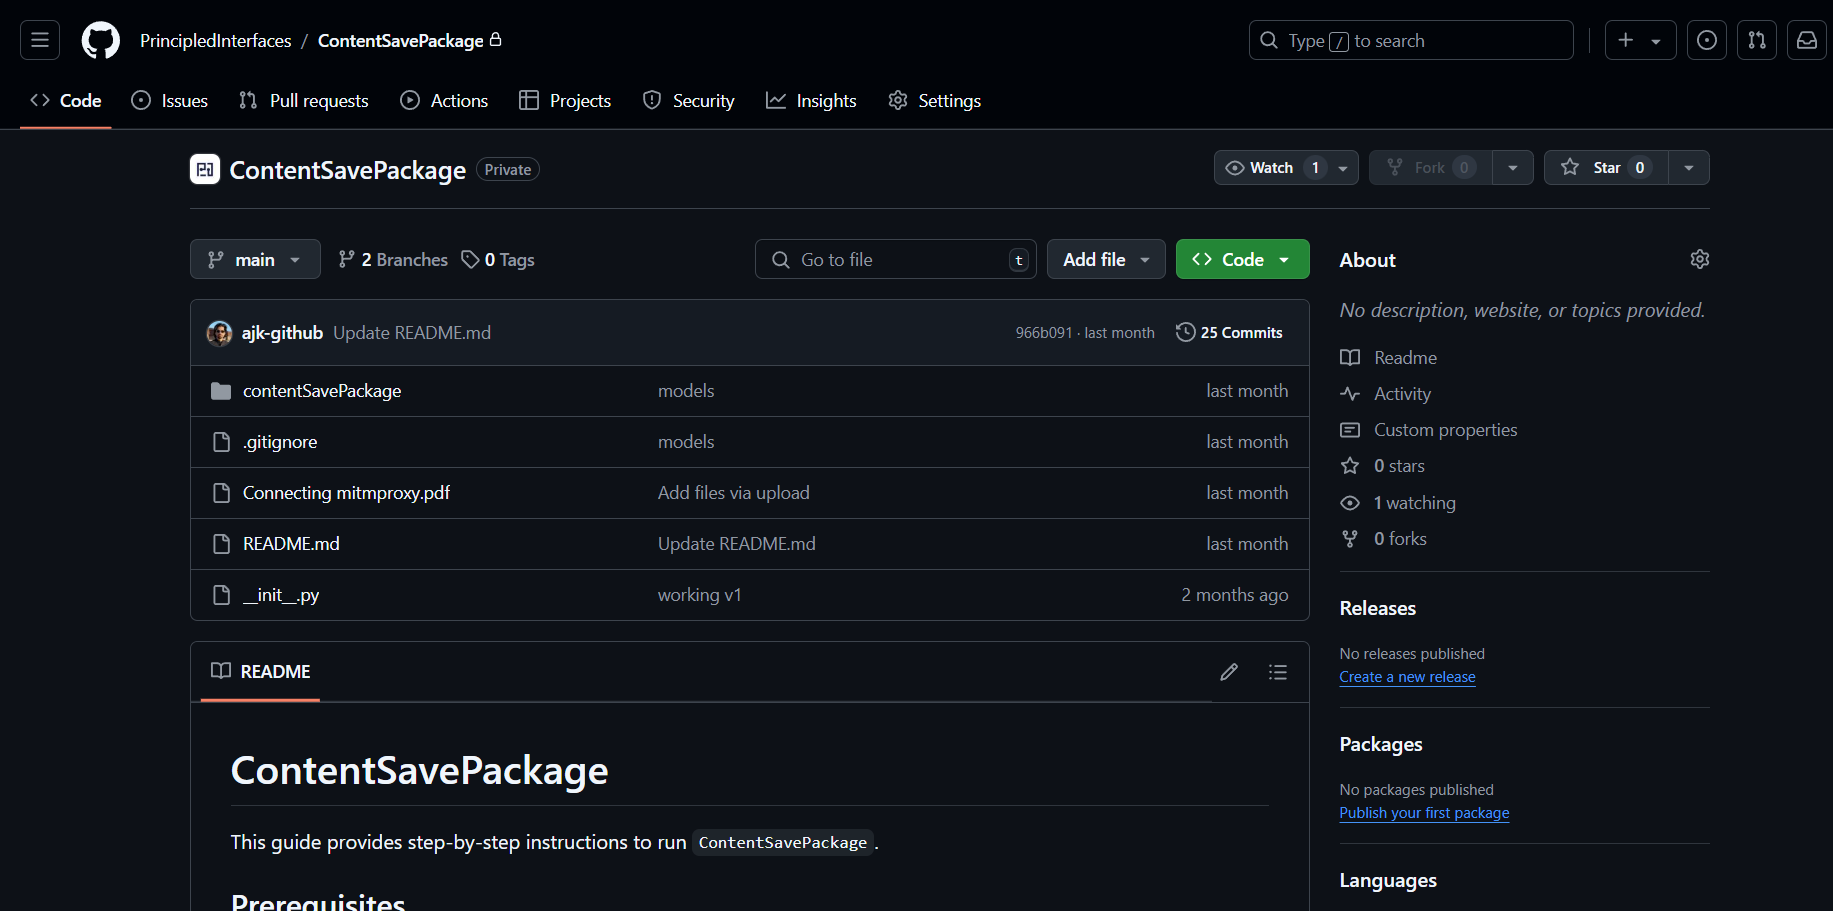 PrincipledInterfaces / ContentSavePackage
Type / to search
Code Issues Pull requests Actions Projects Security Insights Settings
ContentSavePackage Private
Watch 1 Fork 0 Star 0
main 2 Branches 0 Tags Go to file t Add file Code
ajk-github Update README.md 966b091 · last month 25 Commits
contentSavePackage models last month
.gitignore models last month
Connecting mitmproxy.pdf Add files via upload last month
README.md Update README.md last month
__init__.py working v1 2 months ago
README
ContentSavePackage
This guide provides step-by-step instructions to run ContentSavePackage.
Prerequisites
About
No description, website, or topics provided.
Readme
Activity
Custom properties
0 stars
1 watching
0 forks
Releases
No releases published
Create a new release
Packages
No packages published
Publish your first package
Languages